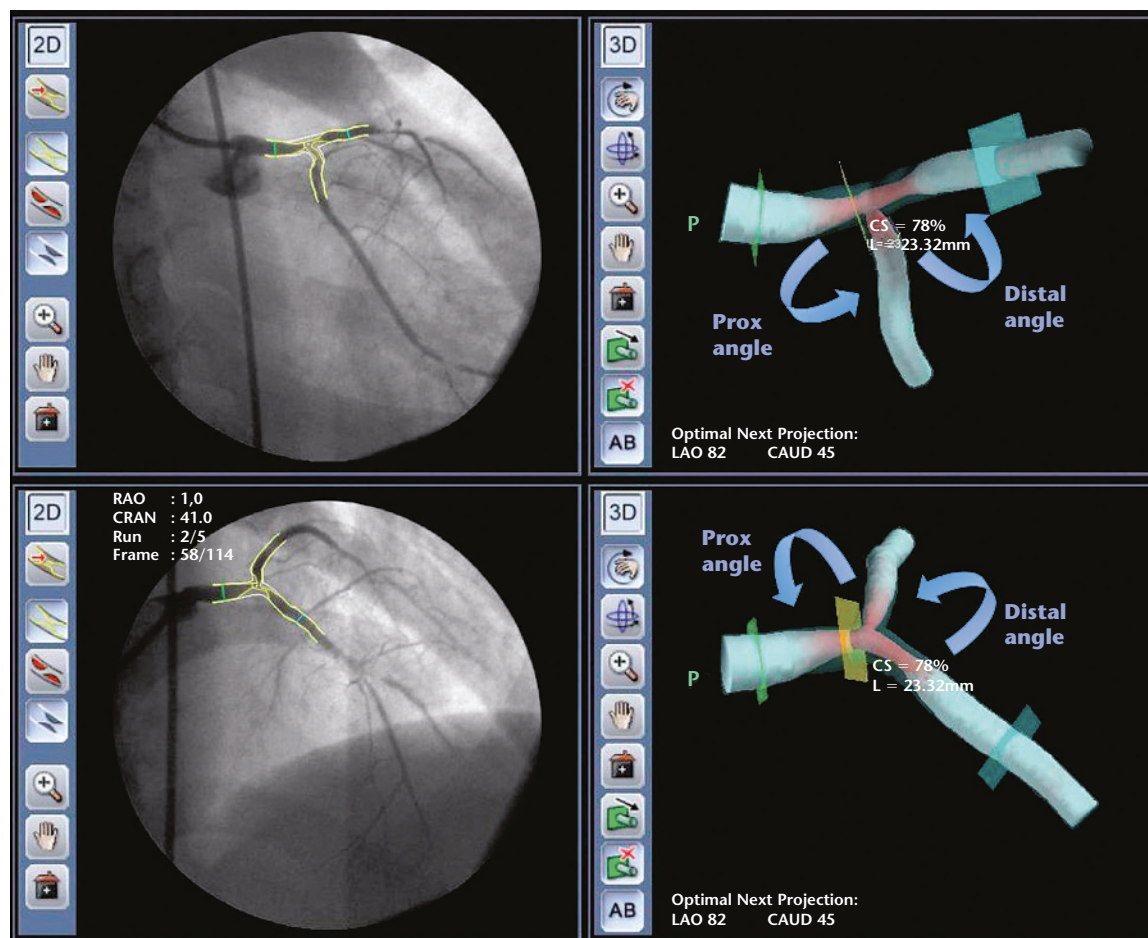 2D
3D
P
CS = 78%
L = 23.32mm
Prox
angle
Distal
angle
AB
Optimal Next Projection:
LAO 82 CAUD 45
2D
RAO : 1,0
CRAN : 41.0
Run : 2/5
Frame : 58/114
3D
Prox
angle
Distal
angle
P
CS = 78%
L = 23.32mm
AB
Optimal Next Projection:
LAO 82 CAUD 45